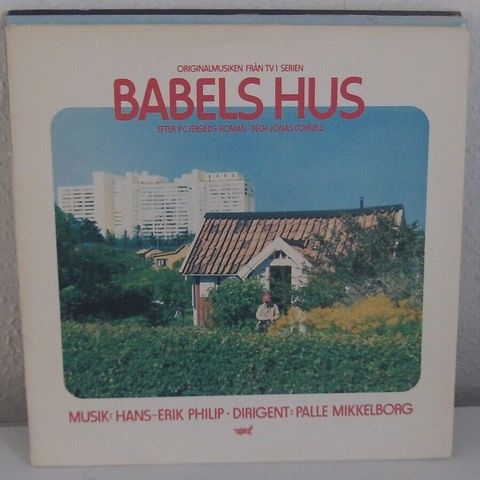 ORIGINALMUSIKEN FRÅN TV1 SERIEN
BABELS HUS
EFTER P C JERSILDS ROMAN · REGI: JONAS CORNELL
MUSIK: HANS-ERIK PHILIP · DIRIGENT: PALLE MIKKELBORG